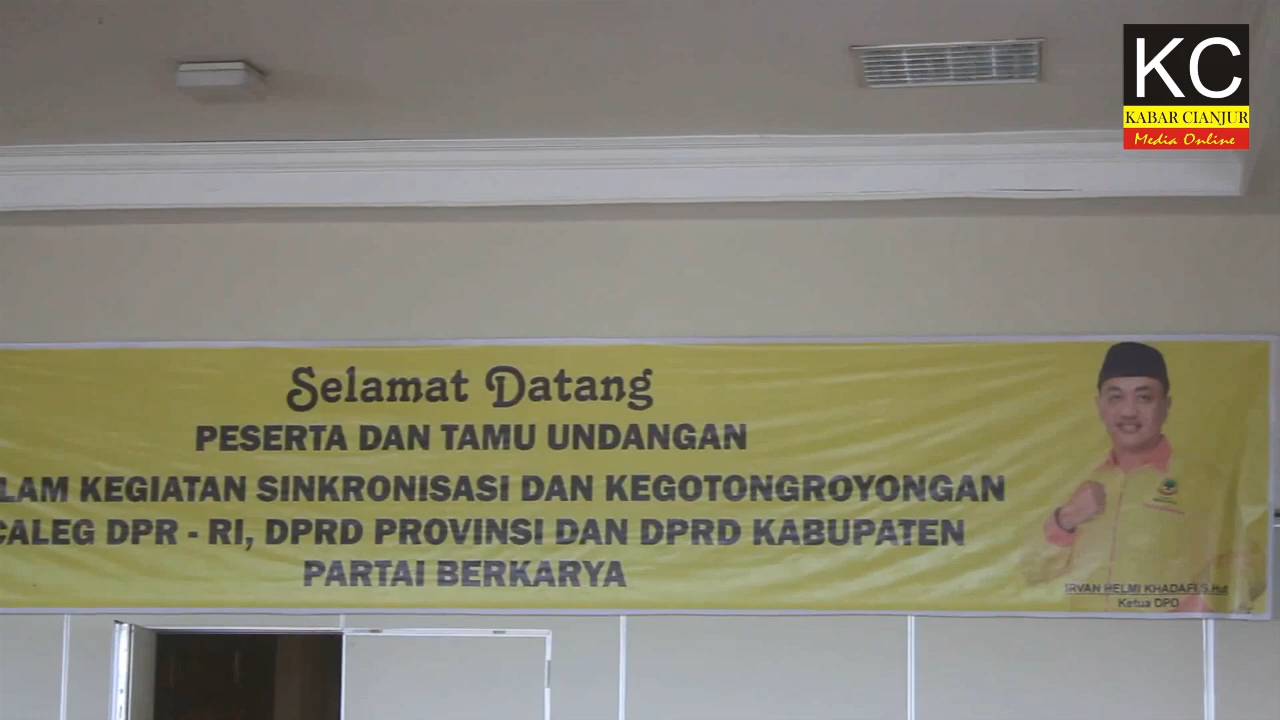 KC
KABAR CIANJUR
Media Online
Selamat Datang
PESERTA DAN TAMU UNDANGAN
LAM KEGIATAN SINKRONISASI DAN KEGOTONGROYONGAN
CALEG DPR - RI, DPRD PROVINSI DAN DPRD KABUPATEN
PARTAI BERKARYA
IRVAN HELMI KHADAFI S.Hut
Ketua DPD